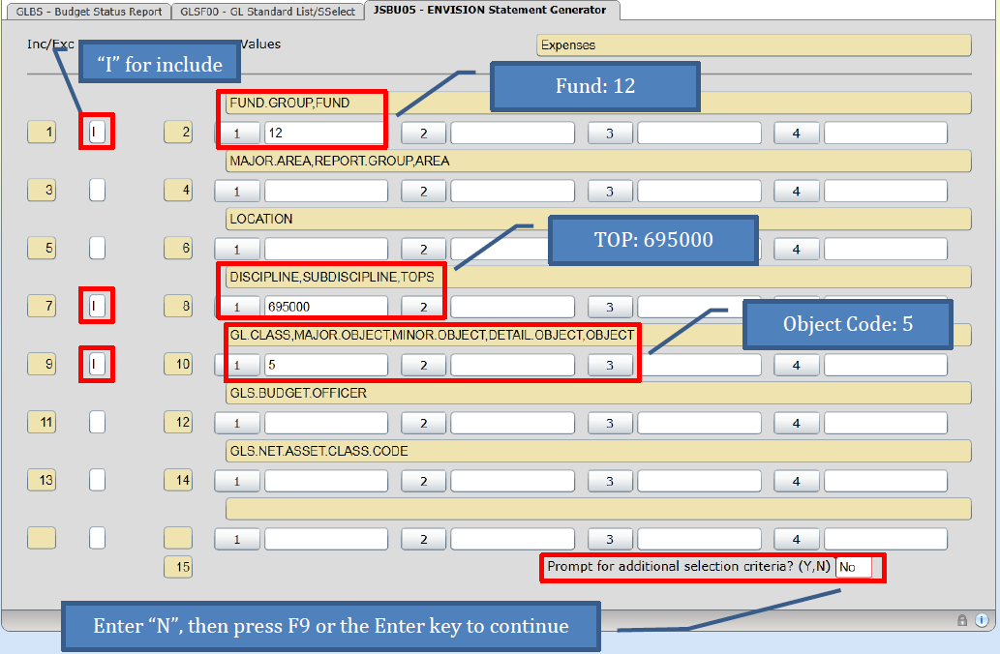 GLBS - Budget Status Report GLSF00 - GL Standard List/SSelect JSBU05 - ENVISION Statement Generator
Inc/Exc Values Expenses
“I” for include
Fund: 12
FUND.GROUP,FUND
1 I 2 1 12 2 3 4
MAJOR.AREA,REPORT.GROUP,AREA
3 4 1 2 3 4
LOCATION
TOP: 695000
5 6 1 2 4
DISCIPLINE,SUBDISCIPLINE,TOPS
7 I 8 1 695000 2 3
Object Code: 5
GL.CLASS,MAJOR.OBJECT,MINOR.OBJECT,DETAIL.OBJECT,OBJECT
9 I 10 1 5 2 3 4
GLS.BUDGET.OFFICER
11 12 1 2 3 4
GLS.NET.ASSET.CLASS.CODE
13 14 1 2 3 4
1 2 3 4
15 Prompt for additional selection criteria? (Y,N) No
Enter “N”, then press F9 or the Enter key to continue